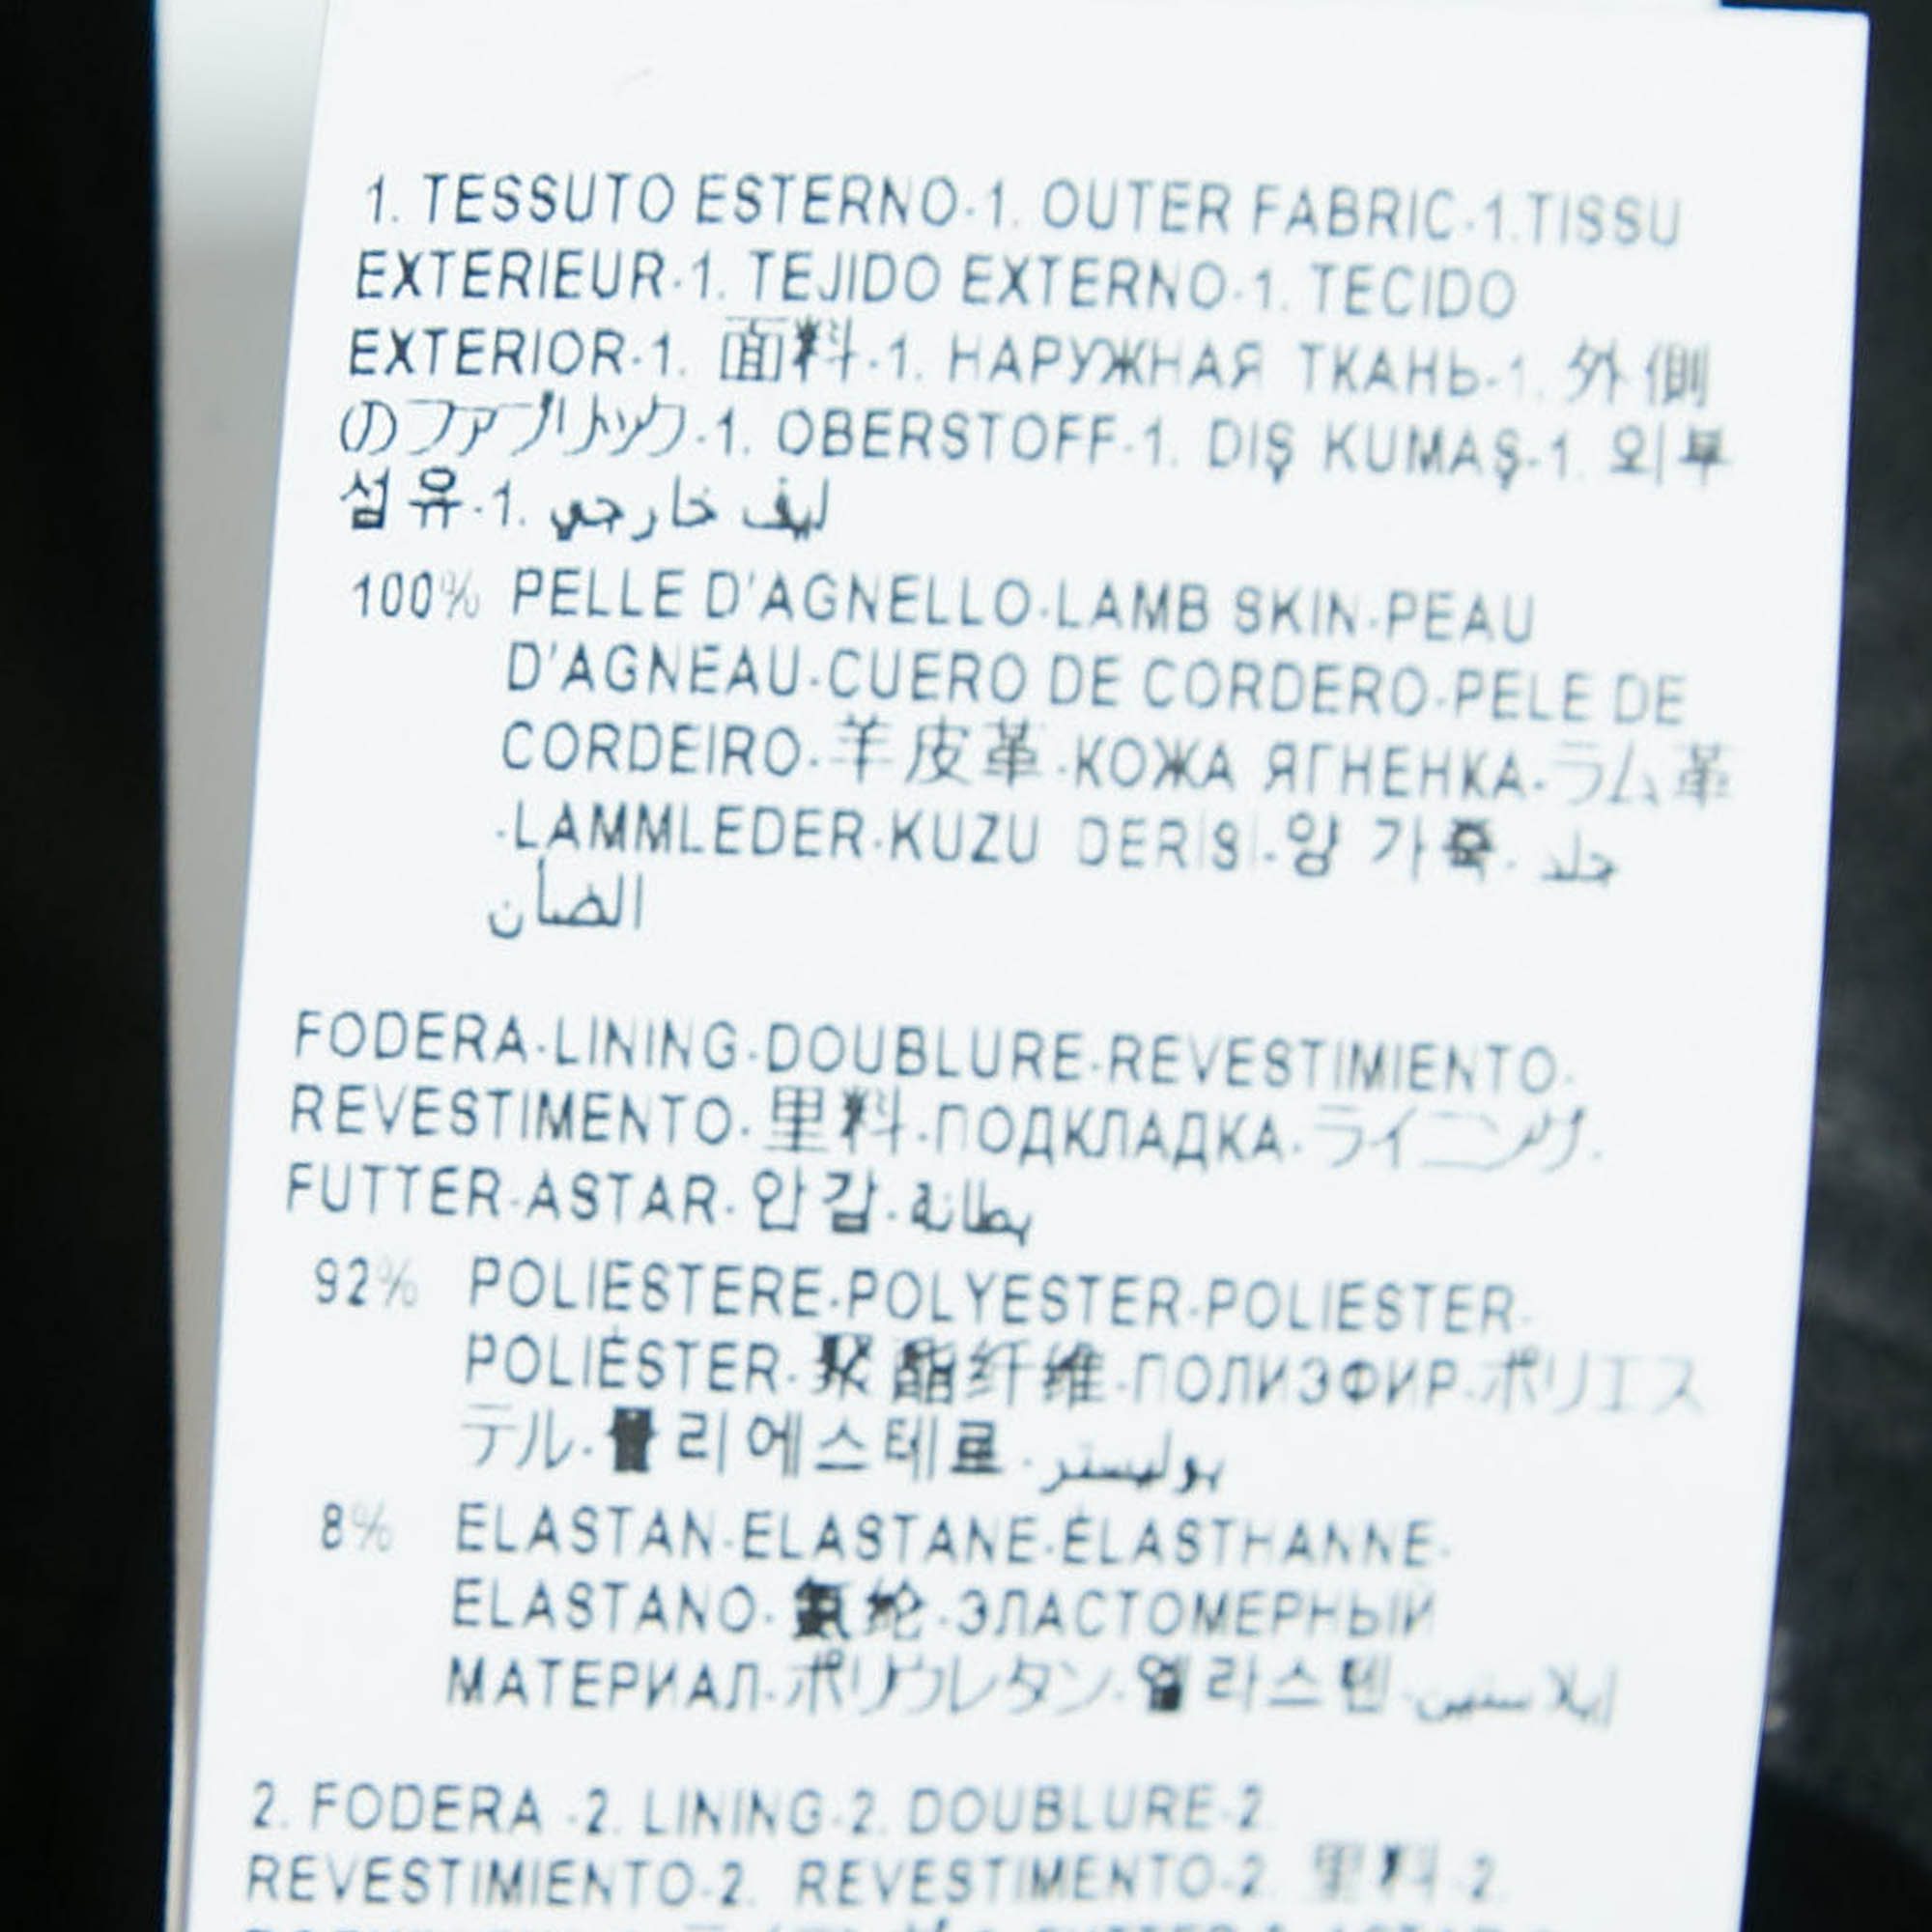 1. TESSUTO ESTERNO-1. OUTER FABRIC-1.TISSU
EXTERIEUR-1. TEJIDO EXTERNO-1. TECIDO
EXTERIOR-1. 面料-1. НАРУЖНАЯ ТКАНЬ-1. 外側
のファブリック-1. OBERSTOFF-1. DIŞ KUMAŞ-1. 외부
섬유-1. ليف خارجي
100% PELLE D'AGNELLO-LAMB SKIN-PEAU
D'AGNEAU-CUERO DE CORDERO-PELE DE
CORDEIRO-羊皮革-КОЖА ЯГНЕНКА-ラム革
-LAMMLEDER-KUZU DERISI-양 가죽- جلد
الضأن
FODERA-LINING-DOUBLURE-REVESTIMIENTO-
REVESTIMENTO-里料-ПОДКЛАДКА-ライニング-
FUTTER-ASTAR-안감-بطانة
92% POLIESTERE-POLYESTER-POLIESTER-
POLIÉSTER-聚酯纤维-ПОЛИЭФИР-ポリエス
テル-폴리에스테르-بوليستر
8% ELASTAN-ELASTANE-ÉLASTHANNE-
ELASTANO-氨纶-ЭЛАСТОМЕРНЫЙ
МАТЕРИАЛ-ポリウレタン-엘라스텐-إيلاستين
2. FODERA -2. LINING-2. DOUBLURE-2.
REVESTIMIENTO-2. REVESTIMENTO-2. 里料-2.